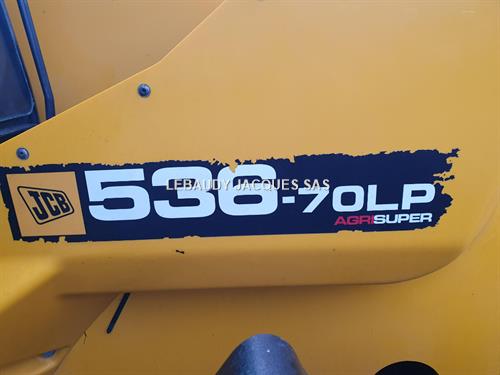 JCB
536-70LP
AGRISUPER
LEBAUDY JACQUES SAS